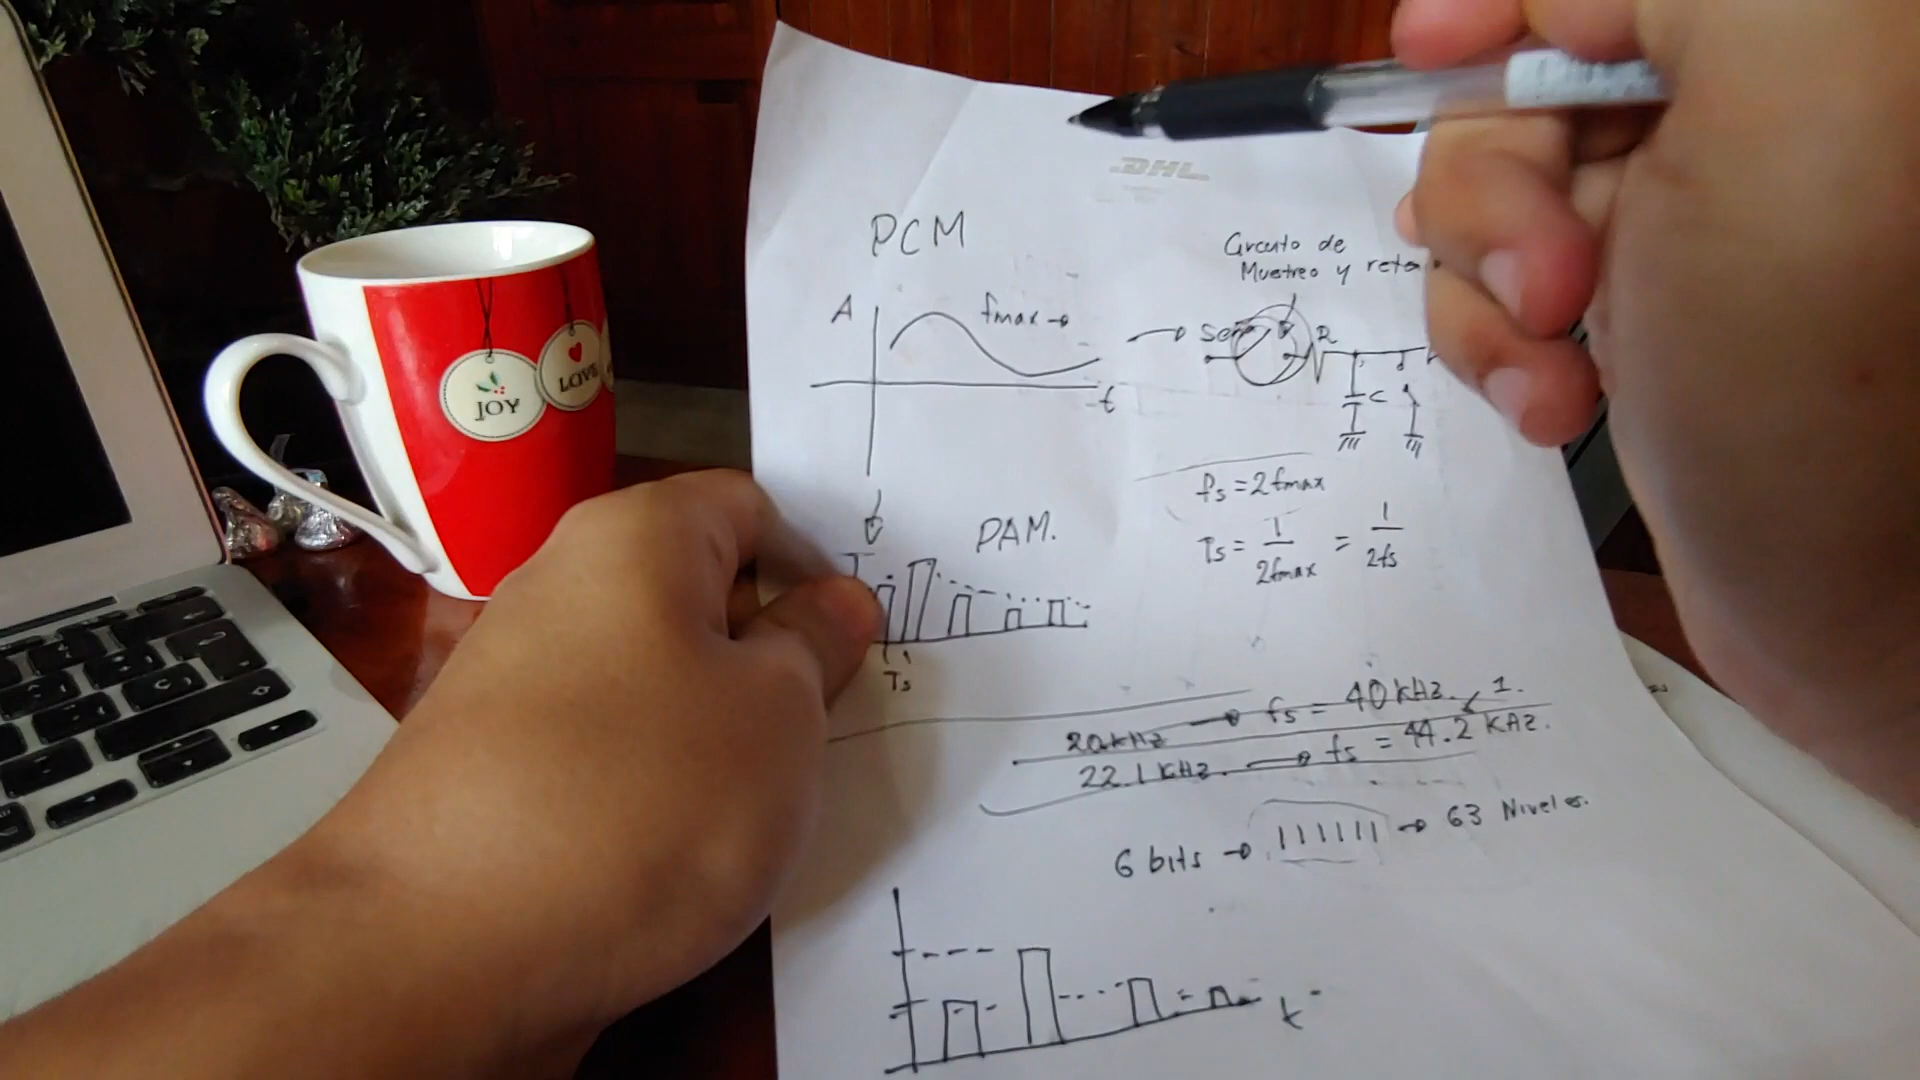 DHL
PCM
Circuito de
Muestreo y reten
A
fmax
t
R
C
fs = 2fmax
Ts = 1/2fmax = 1/2fs
PAM.
Ts
20kHz → fs = 40 kHz. 1.
22.1 KHz. → fs = 44.2 KHz.
6 bits → 111111 → 63 Niveles.
t
JOY
LOVE